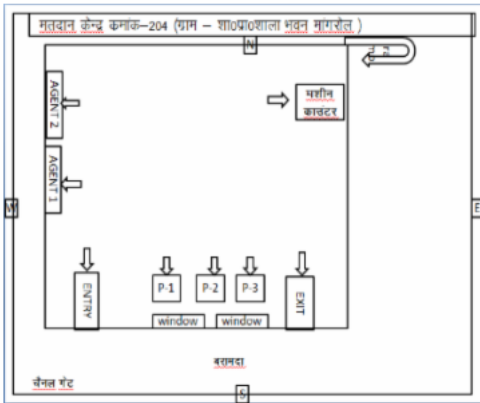 मतदान केन्द्र कमांक–204 (ग्राम – शा0प्रा0शाला भवन मांगरोल)
N
AGENT 2
मशीन
काउंटर
AGENT 1
W
E
ENTRY
P-1
P-2
P-3
EXIT
window
window
बरामदा
चैनल गेट
S